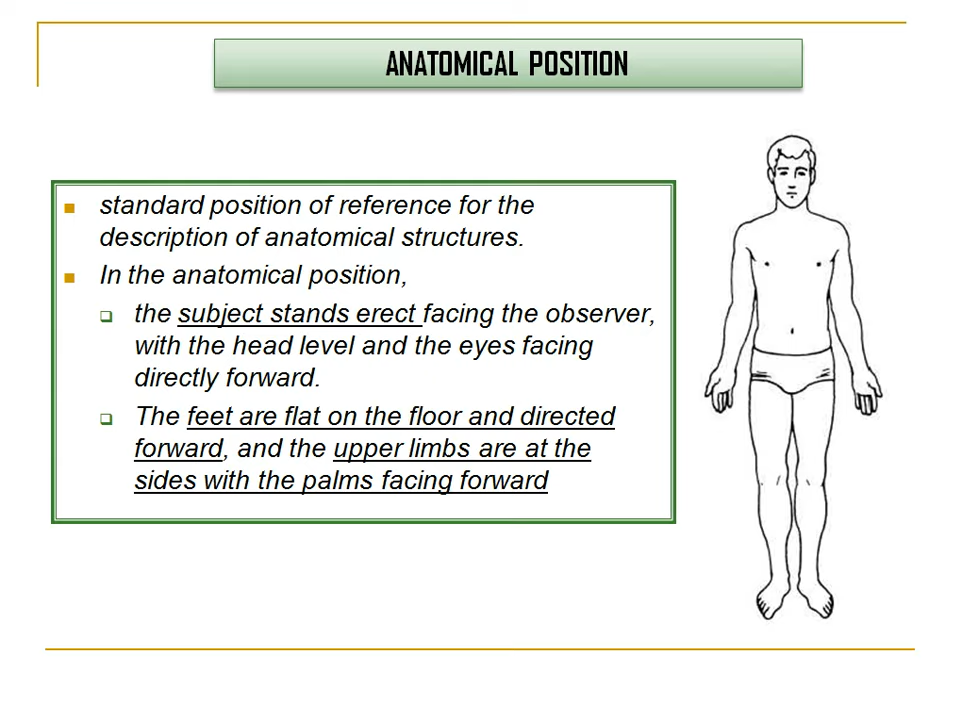 ANATOMICAL POSITION
standard position of reference for the
description of anatomical structures.
In the anatomical position,
the subject stands erect facing the observer,
with the head level and the eyes facing
directly forward.
The feet are flat on the floor and directed
forward, and the upper limbs are at the
sides with the palms facing forward